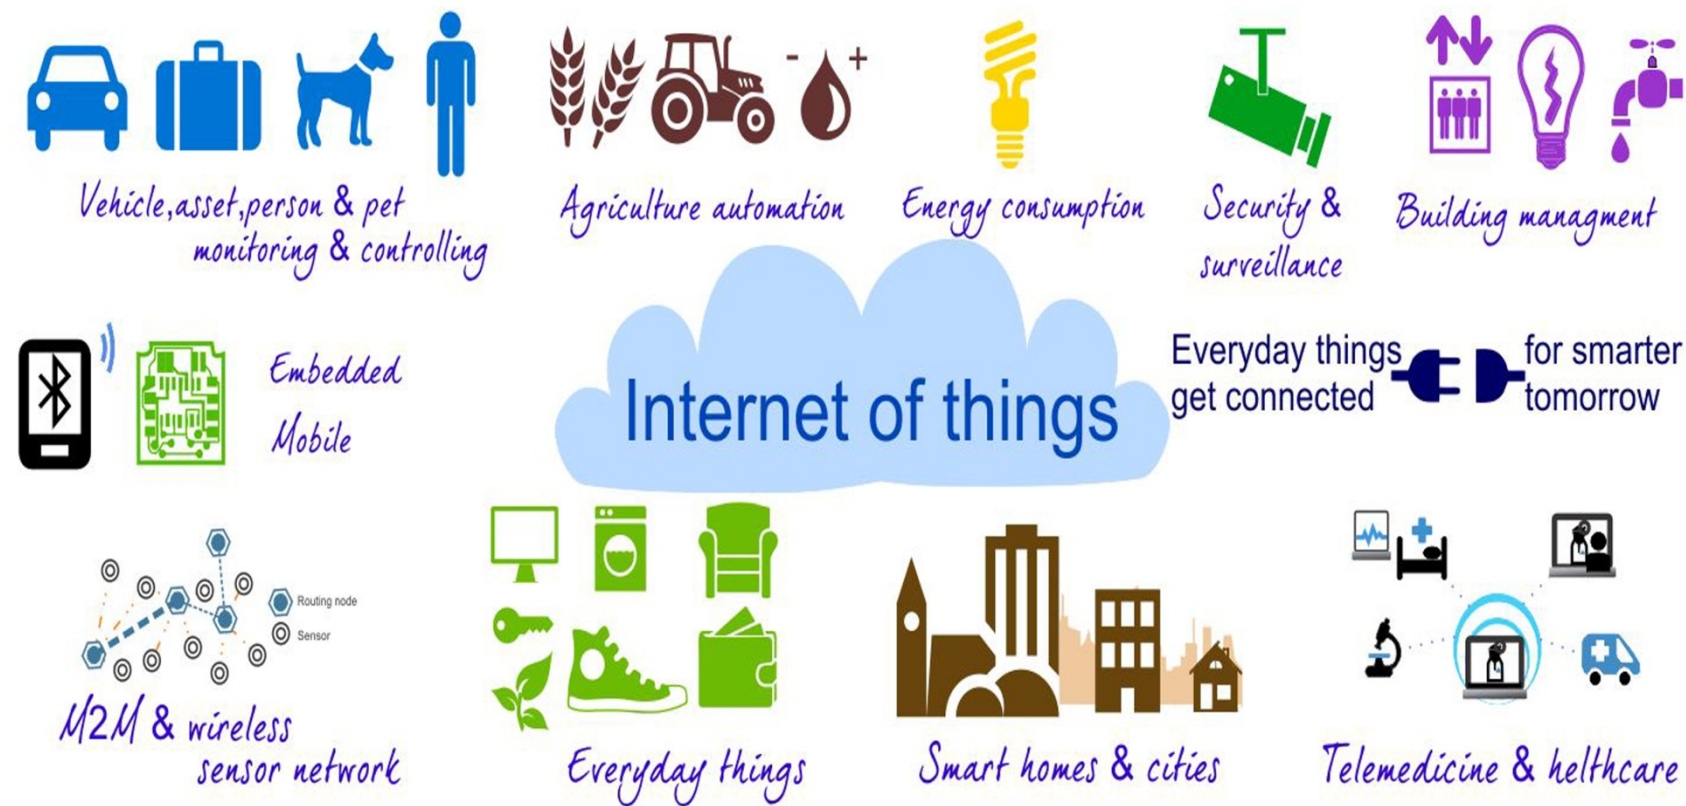 Vehicle,asset,person & pet
monitoring & controlling
Agriculture automation
Energy consumption
Security &
surveillance
Building managment
Embedded
Mobile
Internet of things
Everyday things
get connected
for smarter
tomorrow
Routing node
Sensor
M2M & wireless
sensor network
Everyday things
Smart homes & cities
Telemedicine & helthcare